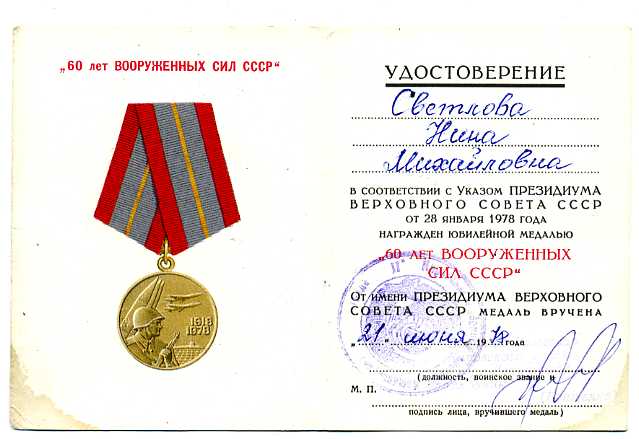 „60 лет ВООРУЖЕННЫХ СИЛ СССР“
1918
1978
УДОСТОВЕРЕНИЕ
Светлова
Нина
Михайловна
В СООТВЕТСТВИИ С УКАЗОМ ПРЕЗИДИУМА
ВЕРХОВНОГО СОВЕТА СССР
ОТ 28 ЯНВАРЯ 1978 ГОДА
НАГРАЖДЕН ЮБИЛЕЙНОЙ МЕДАЛЬЮ
„60 ЛЕТ ВООРУЖЕННЫХ
СИЛ СССР“
ОТ ИМЕНИ ПРЕЗИДИУМА ВЕРХОВНОГО
СОВЕТА СССР МЕДАЛЬ ВРУЧЕНА
„21“ июня 1978 года
(должность, воинское звание и
М. П.
подпись лица, вручившего медаль)